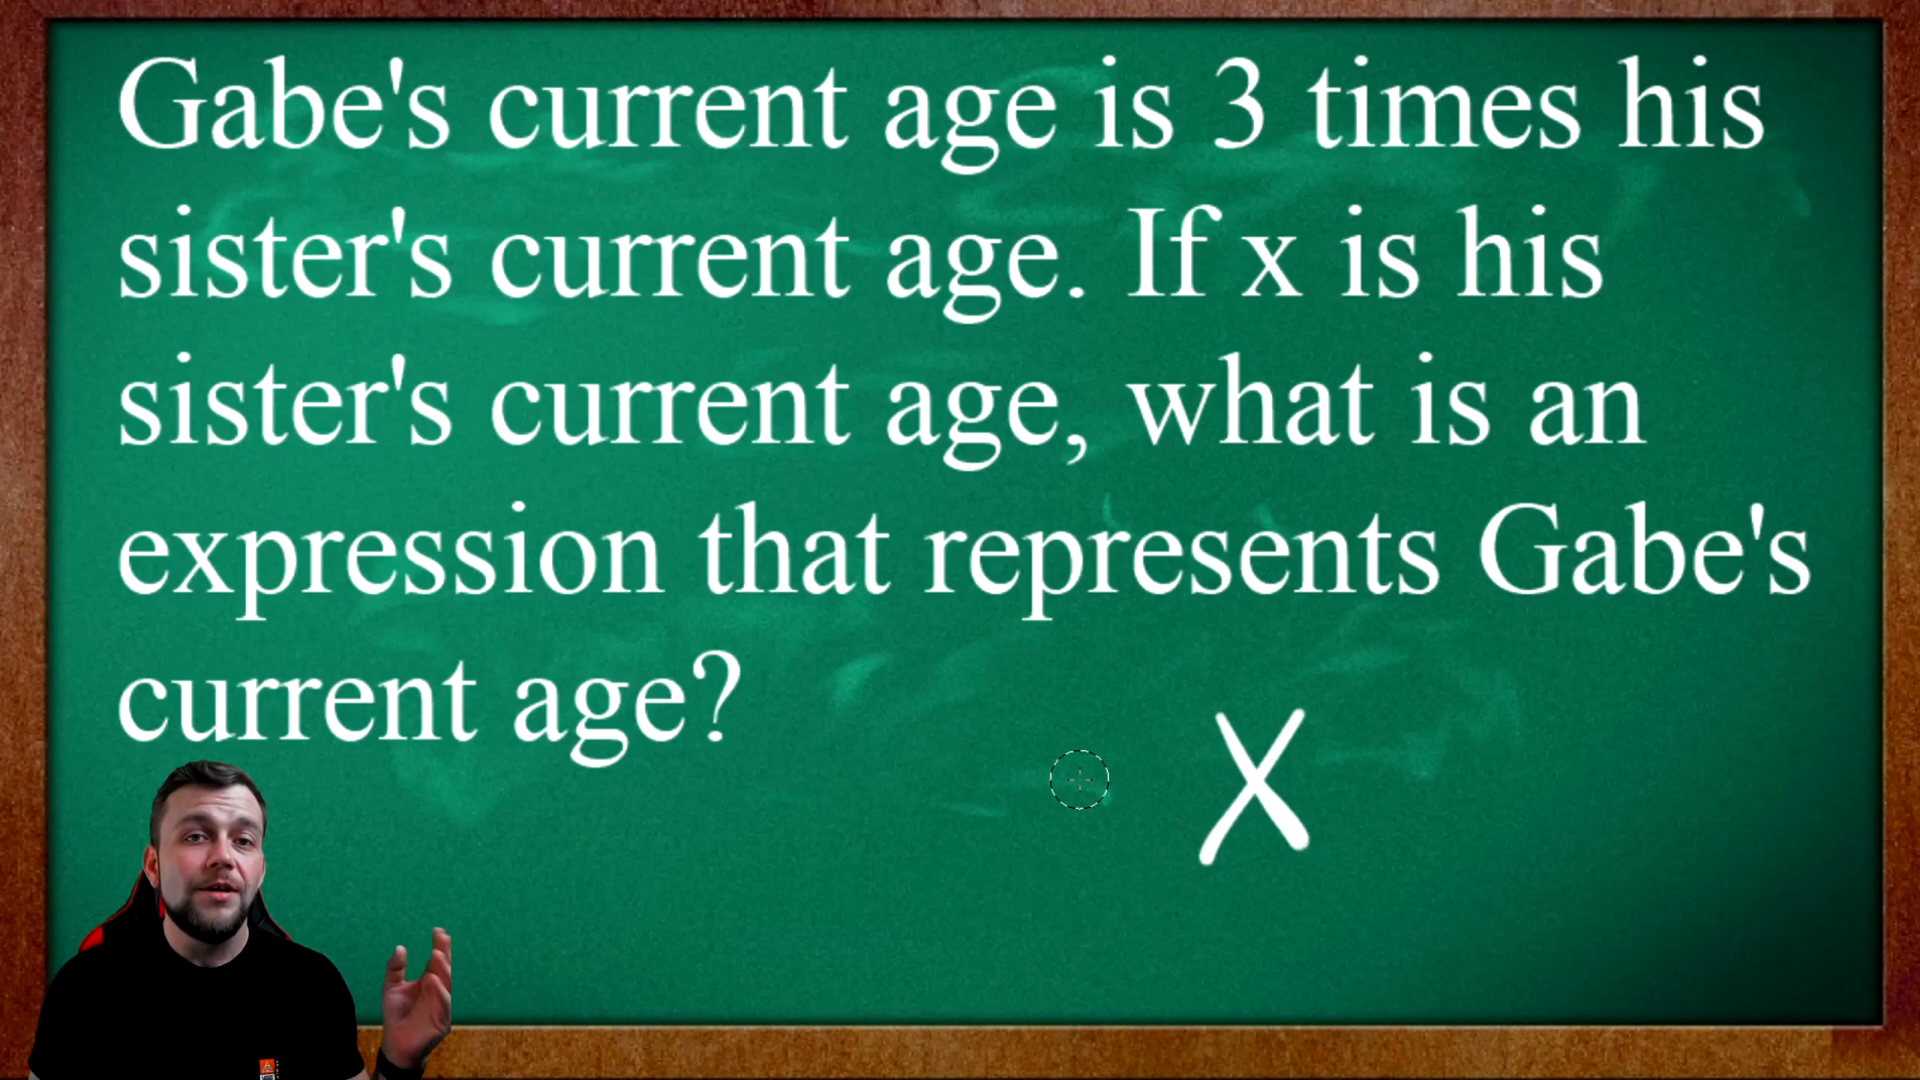 Gabe's current age is 3 times his
sister's current age. If x is his
sister's current age, what is an
expression that represents Gabe's
current age?
X